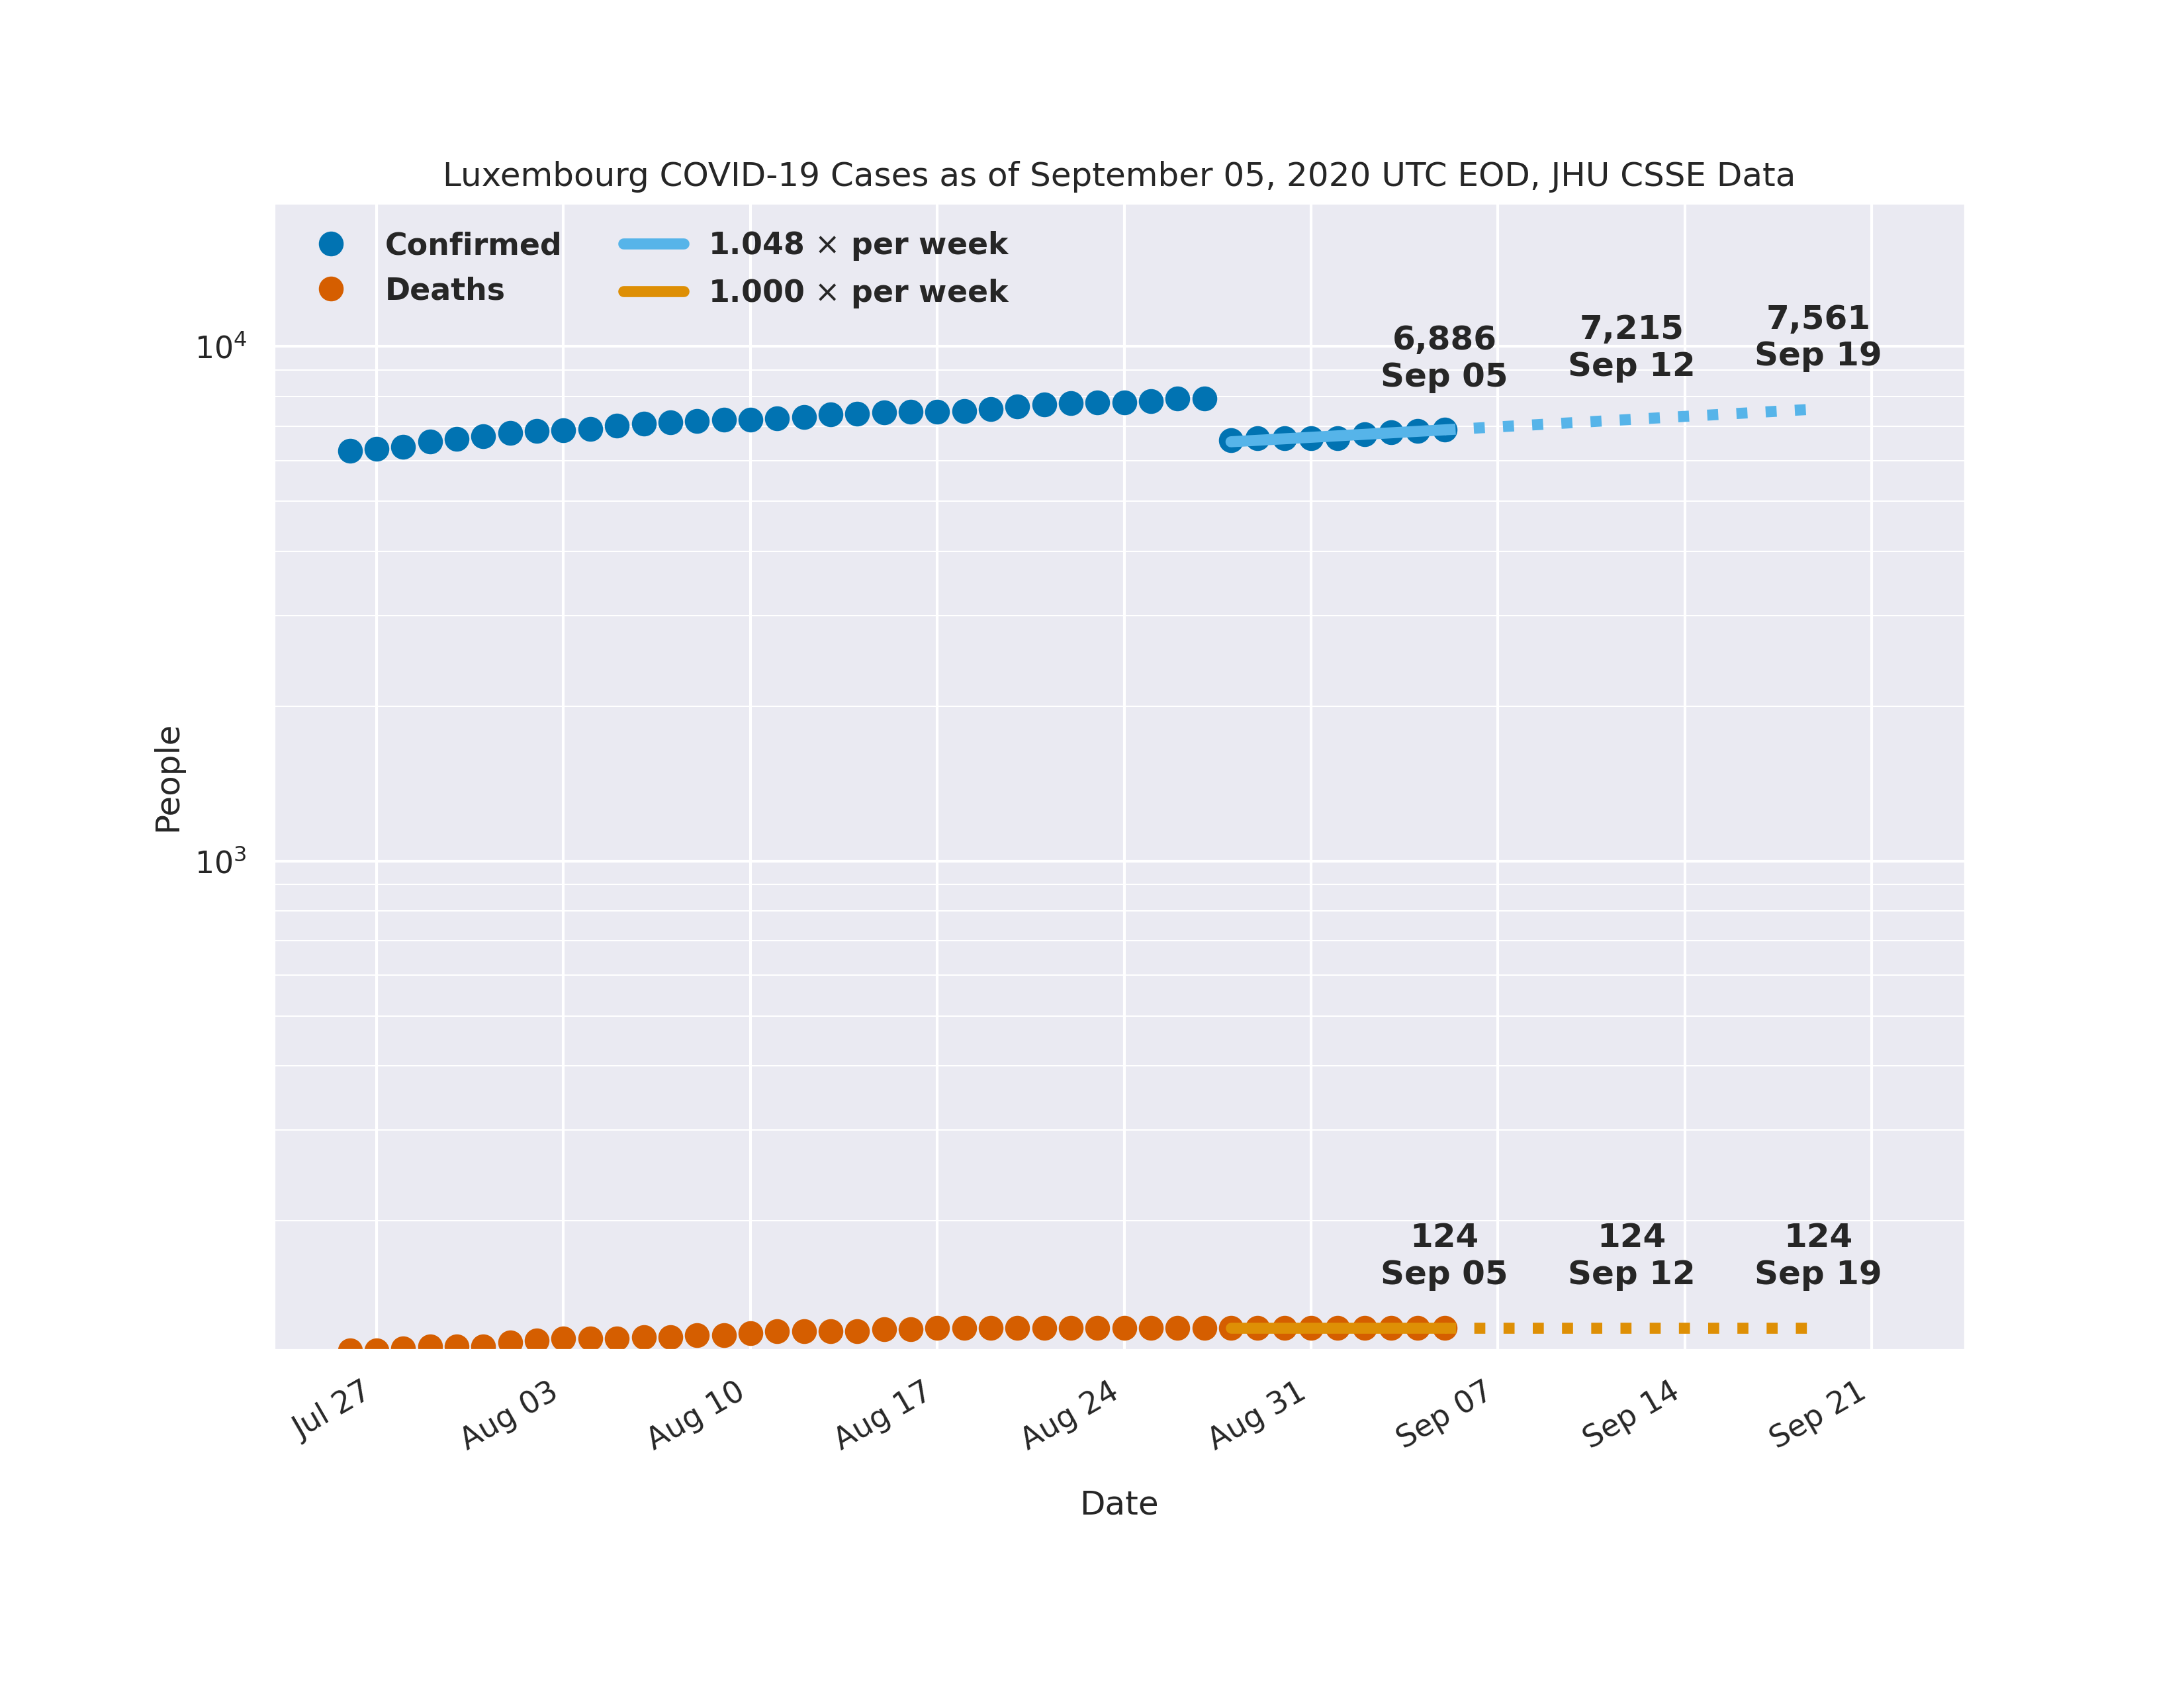 Luxembourg COVID-19 Cases as of September 05, 2020 UTC EOD, JHU CSSE Data
Confirmed
Deaths
1.048 × per week
1.000 × per week
6,886
Sep 05
7,215
Sep 12
7,561
Sep 19
10⁴
10³
People
124
Sep 05
124
Sep 12
124
Sep 19
Jul 27
Aug 03
Aug 10
Aug 17
Aug 24
Aug 31
Sep 07
Sep 14
Sep 21
Date